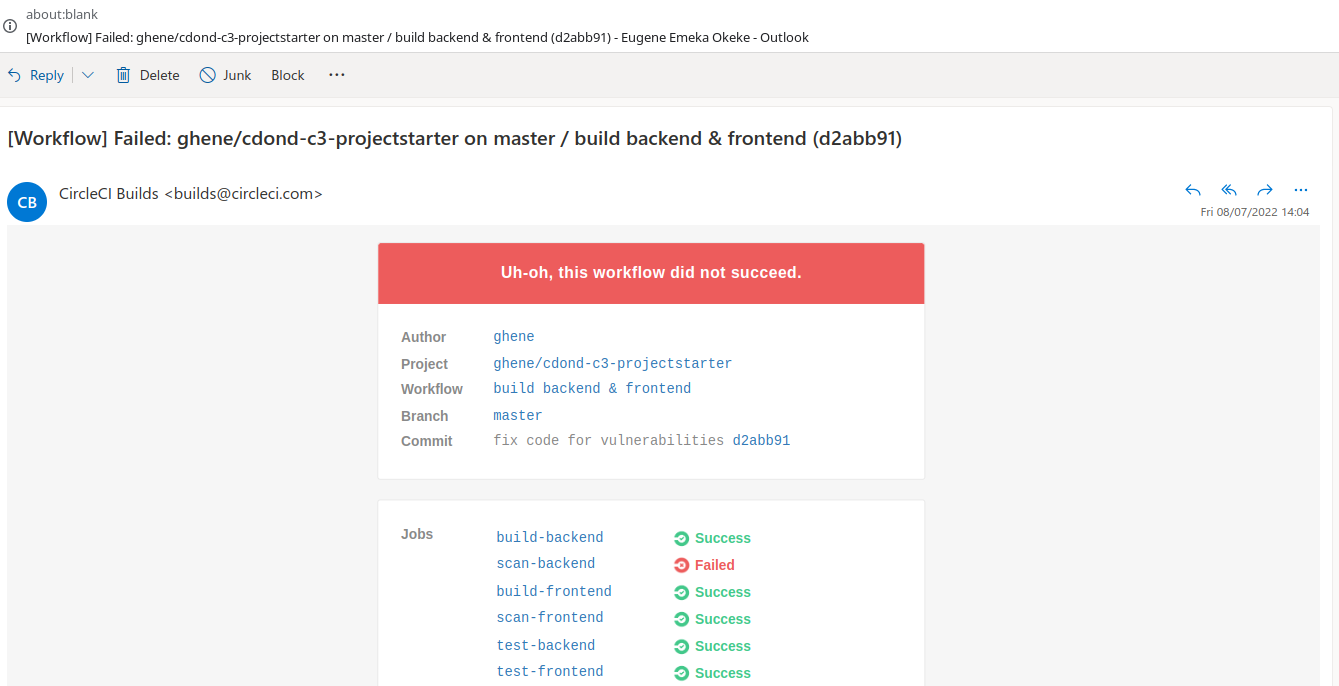 about:blank
[Workflow] Failed: ghene/cdond-c3-projectstarter on master / build backend & frontend (d2abb91) - Eugene Emeka Okeke - Outlook
Reply Delete Junk Block ...
[Workflow] Failed: ghene/cdond-c3-projectstarter on master / build backend & frontend (d2abb91)
CB
CircleCI Builds <builds@circleci.com>
Fri 08/07/2022 14:04
Uh-oh, this workflow did not succeed.
Author ghene
Project ghene/cdond-c3-projectstarter
Workflow build backend & frontend
Branch master
Commit fix code for vulnerabilities d2abb91
Jobs build-backend Success
scan-backend Failed
build-frontend Success
scan-frontend Success
test-backend Success
test-frontend Success